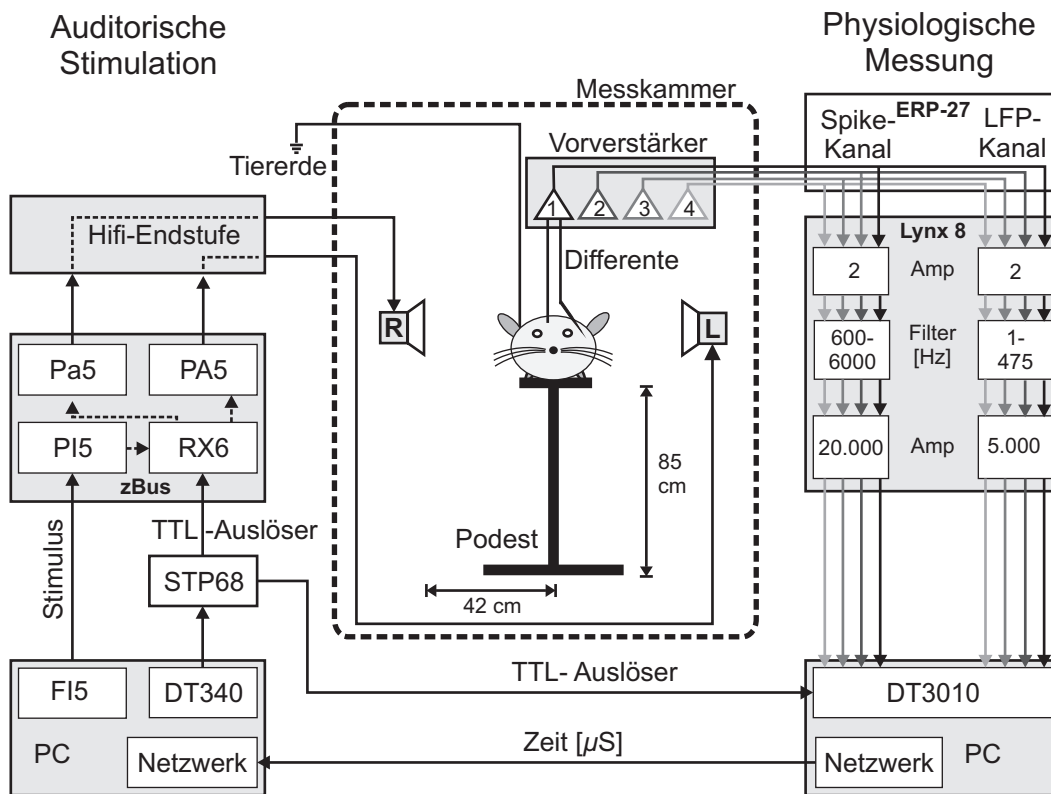 Auditorische
Stimulation
Physiologische
Messung
Messkammer
Tiererde
Vorverstärker
1 2 3 4
Differente
ERP-27
Spike-
Kanal
LFP-
Kanal
Hifi-Endstufe
R
L
Lynx 8
2 Amp 2
600-
6000
Filter
[Hz]
1-
475
20.000 Amp 5.000
Pa5 PA5
PI5 RX6
zBus
Stimulus
TTL -Auslöser
STP68
85
cm
Podest
42 cm
TTL- Auslöser
FI5 DT340
PC
Netzwerk
Zeit [µS]
DT3010
Netzwerk
PC